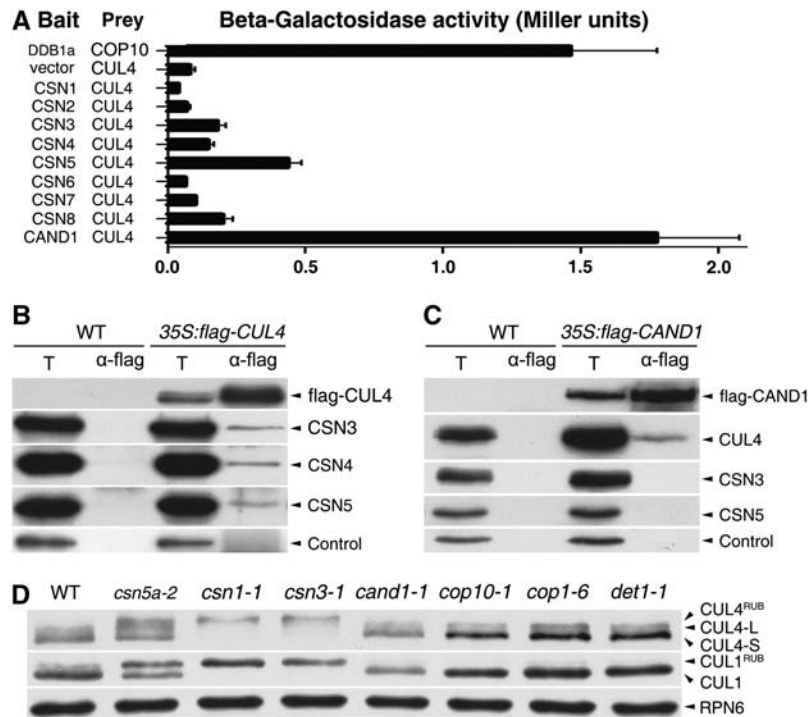 A Bait Prey Beta-Galactosidase activity (Miller units)
DDB1a COP10
vector CUL4
CSN1 CUL4
CSN2 CUL4
CSN3 CUL4
CSN4 CUL4
CSN5 CUL4
CSN6 CUL4
CSN7 CUL4
CSN8 CUL4
CAND1 CUL4
0.0 0.5 1.0 1.5 2.0
B
WT 35S:flag-CUL4
T α-flag T α-flag
flag-CUL4
CSN3
CSN4
CSN5
Control
C
WT 35S:flag-CAND1
T α-flag T α-flag
flag-CAND1
CUL4
CSN3
CSN5
Control
D WT csn5a-2 csn1-1 csn3-1 cand1-1 cop10-1 cop1-6 det1-1
CUL4RUB
CUL4-L
CUL4-S
CUL1RUB
CUL1
RPN6